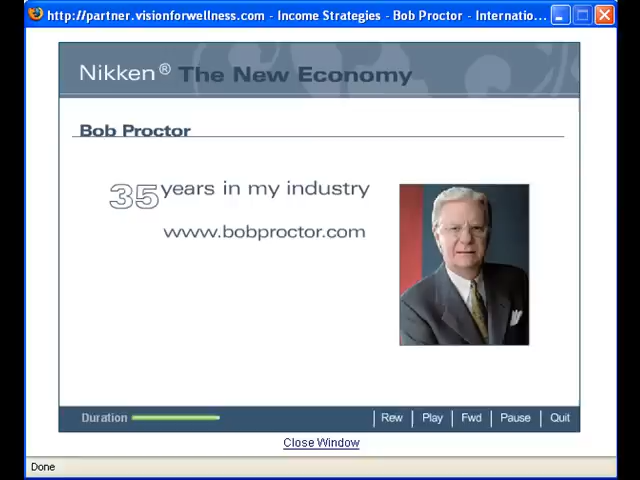 http://partner.visionforwellness.com - Income Strategies - Bob Proctor - Internatio...
Nikken® The New Economy
Bob Proctor
35 years in my industry
www.bobproctor.com
Duration
Rew Play Fwd Pause Quit
Close Window
Done